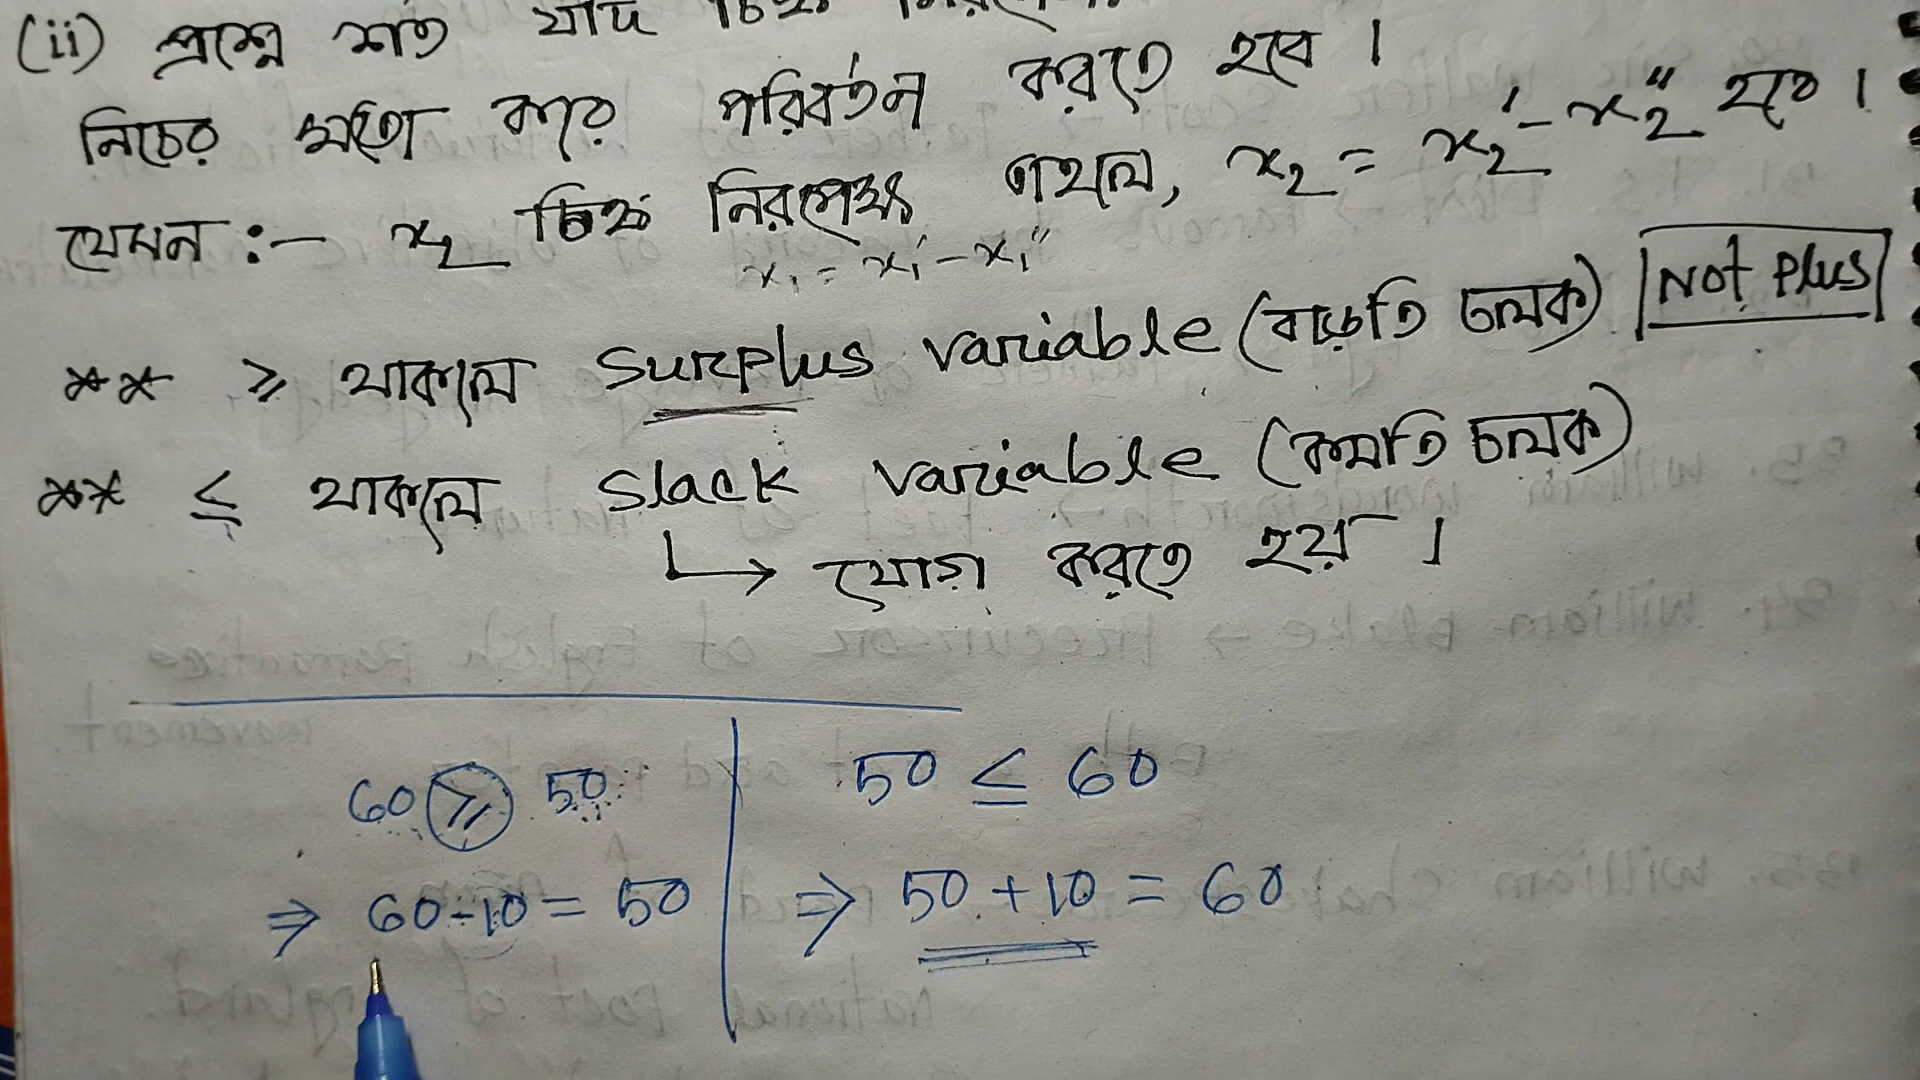 (ii) প্রশ্নে শর্ত যদি চিহ্ন
নিচের মতো করে পরিবর্তন করতে হবে ।
যেমন :- x₂ চিহ্ন নিরপেক্ষ তাহলে, x₂ = x₂' - x₂'' হবে ।
x₁ = x₁' - x₁''
** ≥ থাকলে surplus variable (বাড়তি চলক) Not plus
** ≤ থাকলে slack variable (কমতি চলক)
↳ যোগ করতে হয় ।
60 ≥ 50
⇒ 60-10 = 50
50 ≤ 60
⇒ 50 + 10 = 60